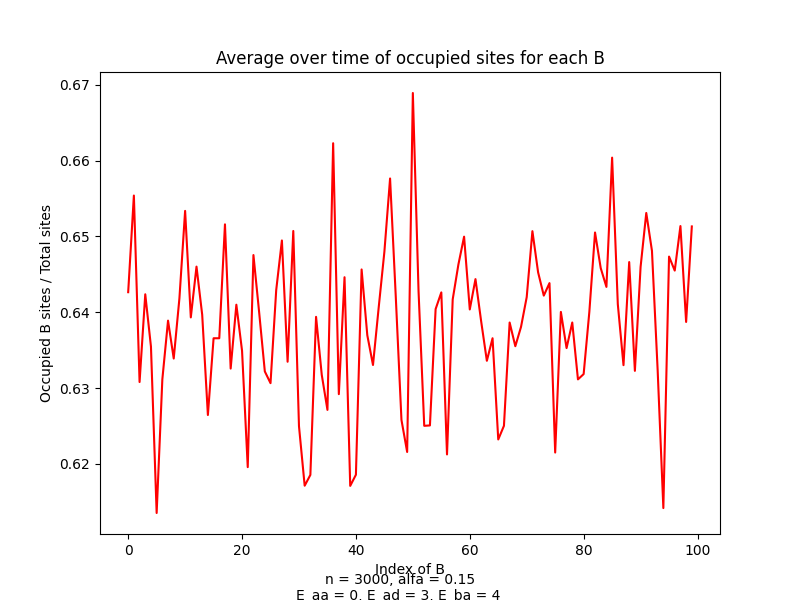 Average over time of occupied sites for each B
Occupied B sites / Total sites
0.67
0.66
0.65
0.64
0.63
0.62
0 20 40 60 80 100
Index of B
n = 3000, alfa = 0.15
E_aa = 0, E_ad = 3, E_ba = 4